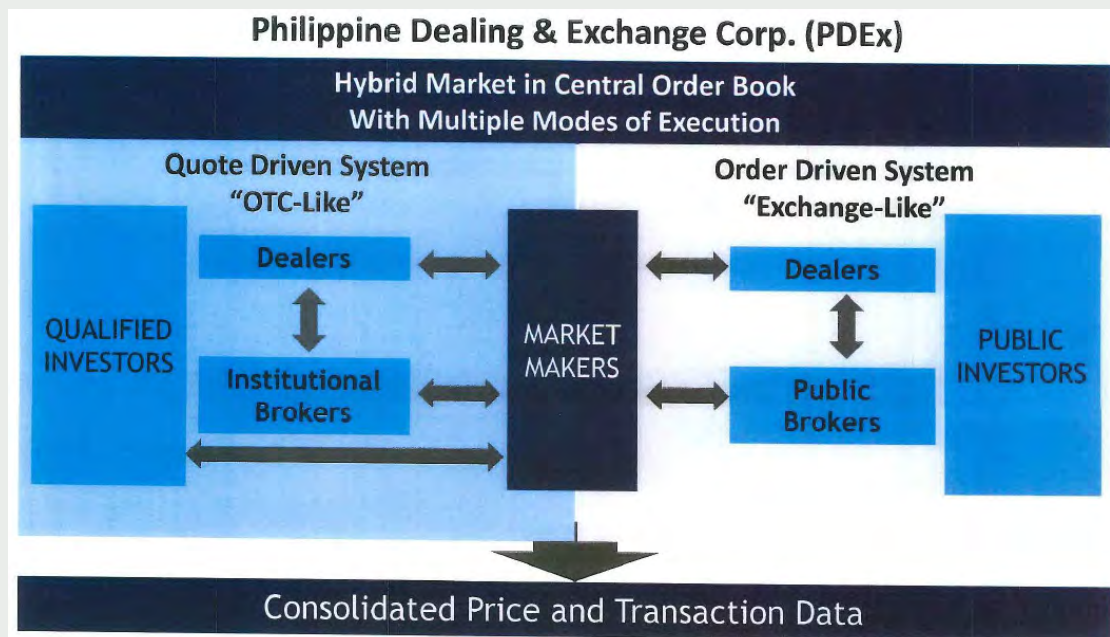 Philippine Dealing & Exchange Corp. (PDEx)
Hybrid Market in Central Order Book
With Multiple Modes of Execution
Quote Driven System
“OTC-Like”
Order Driven System
“Exchange-Like”
QUALIFIED
INVESTORS
Dealers
Institutional
Brokers
MARKET
MAKERS
Dealers
Public
Brokers
PUBLIC
INVESTORS
Consolidated Price and Transaction Data